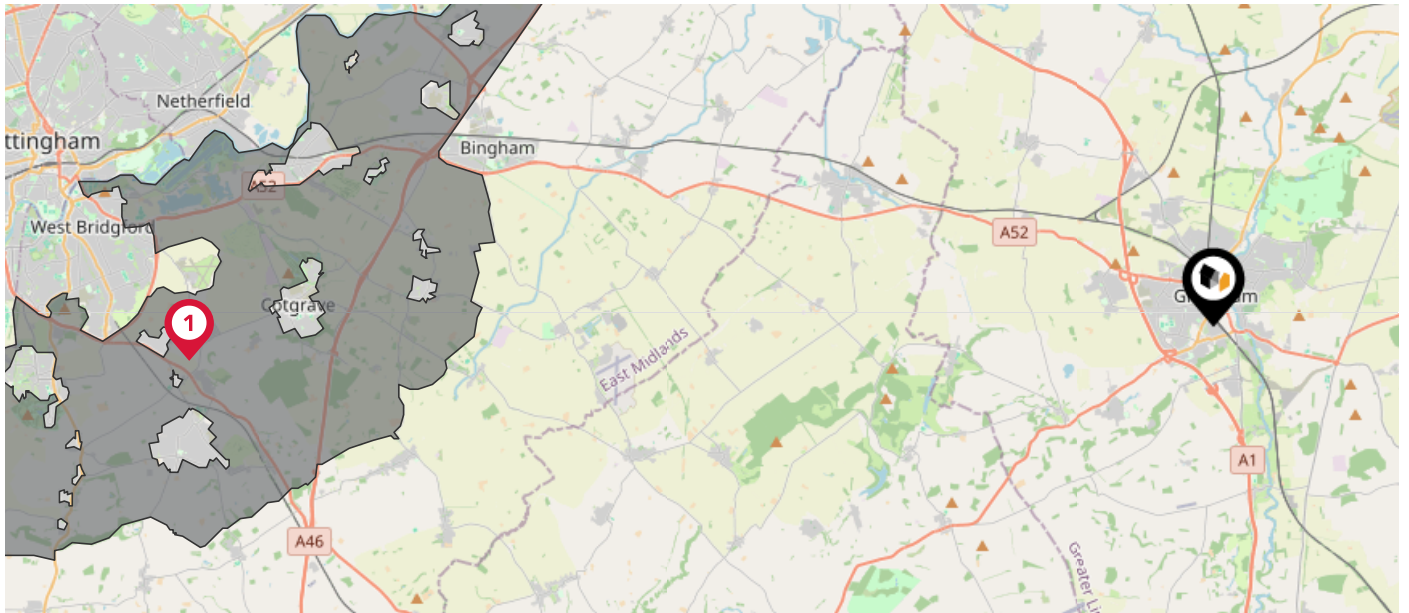 Netherfield
ttingham
Bingham
A52
West Bridgford
A52
Cotgrave
1
East Midlands
A1
A46
Greater Li